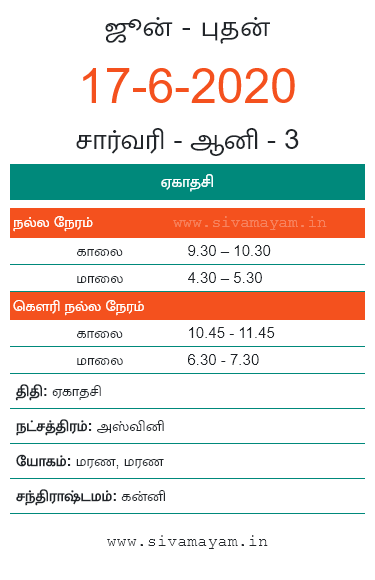 ஜூன் - புதன்
17-6-2020
சார்வரி - ஆனி - 3
ஏகாதசி
நல்ல நேரம் www.sivamayam.in
காலை 9.30 – 10.30
மாலை 4.30 – 5.30
கௌரி நல்ல நேரம்
காலை 10.45 - 11.45
மாலை 6.30 - 7.30
திதி: ஏகாதசி
நட்சத்திரம்: அஸ்வினி
யோகம்: மரண, மரண
சந்திராஷ்டமம்: கன்னி
www.sivamayam.in